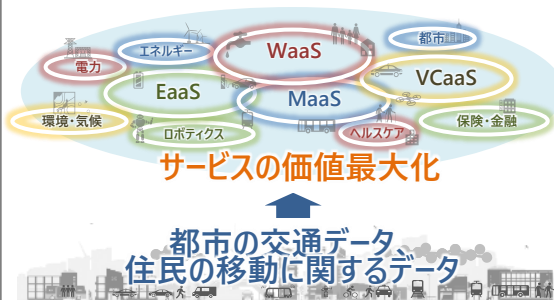 WaaS
都市
エネルギー
電力
VCaaS
EaaS
MaaS
環境・気候
ロボティクス
ヘルスケア
保険・金融
サービスの価値最大化
都市の交通データ、
住民の移動に関するデータ